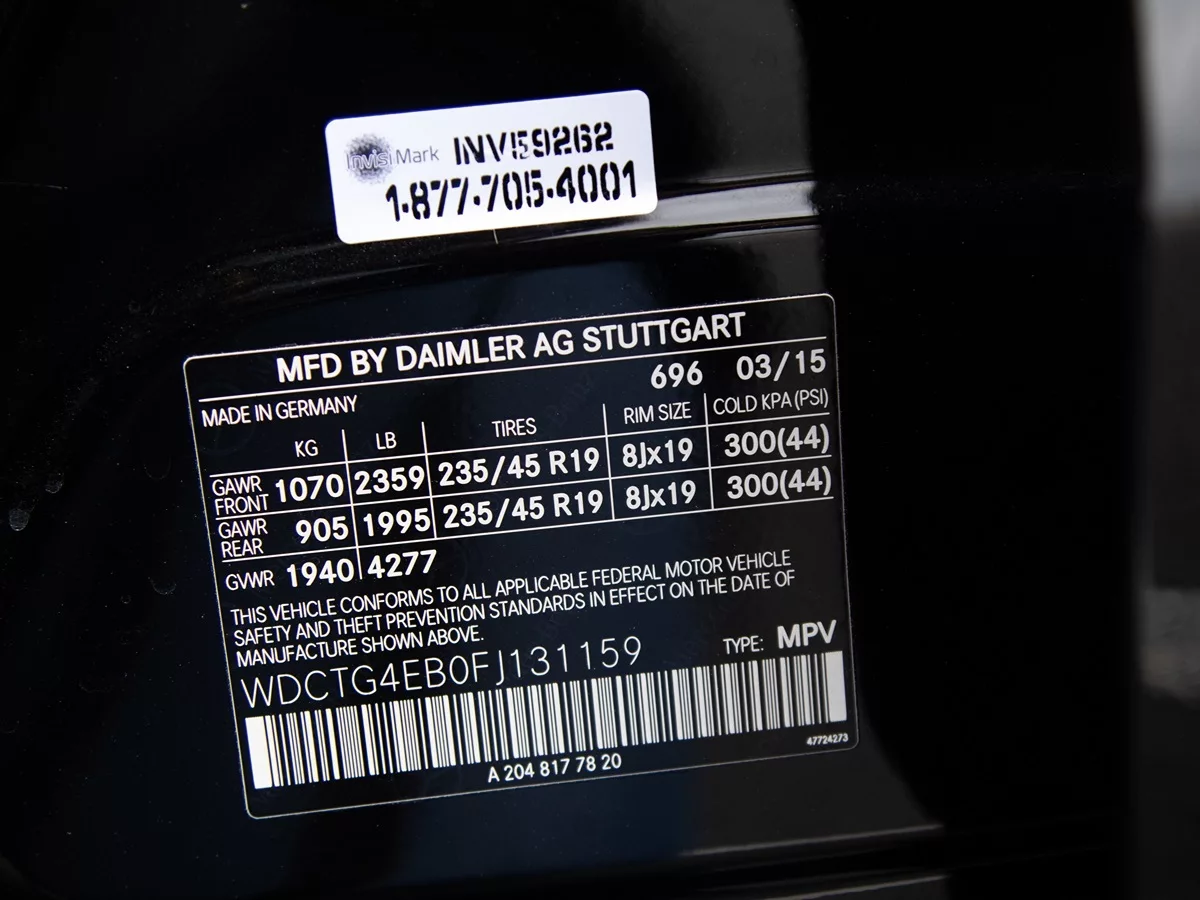 InvisiMark INV59262
1-877-705-4001
MFD BY DAIMLER AG STUTTGART
696 03/15
MADE IN GERMANY
KG LB TIRES RIM SIZE COLD KPA (PSI)
GAWR FRONT 1070 2359 235/45 R19 8Jx19 300(44)
GAWR REAR 905 1995 235/45 R19 8Jx19 300(44)
GVWR 1940 4277
THIS VEHICLE CONFORMS TO ALL APPLICABLE FEDERAL MOTOR VEHICLE
SAFETY AND THEFT PREVENTION STANDARDS IN EFFECT ON THE DATE OF
MANUFACTURE SHOWN ABOVE.
WDCTG4EB0FJ131159 TYPE: MPV
47724273
A 204 817 78 20